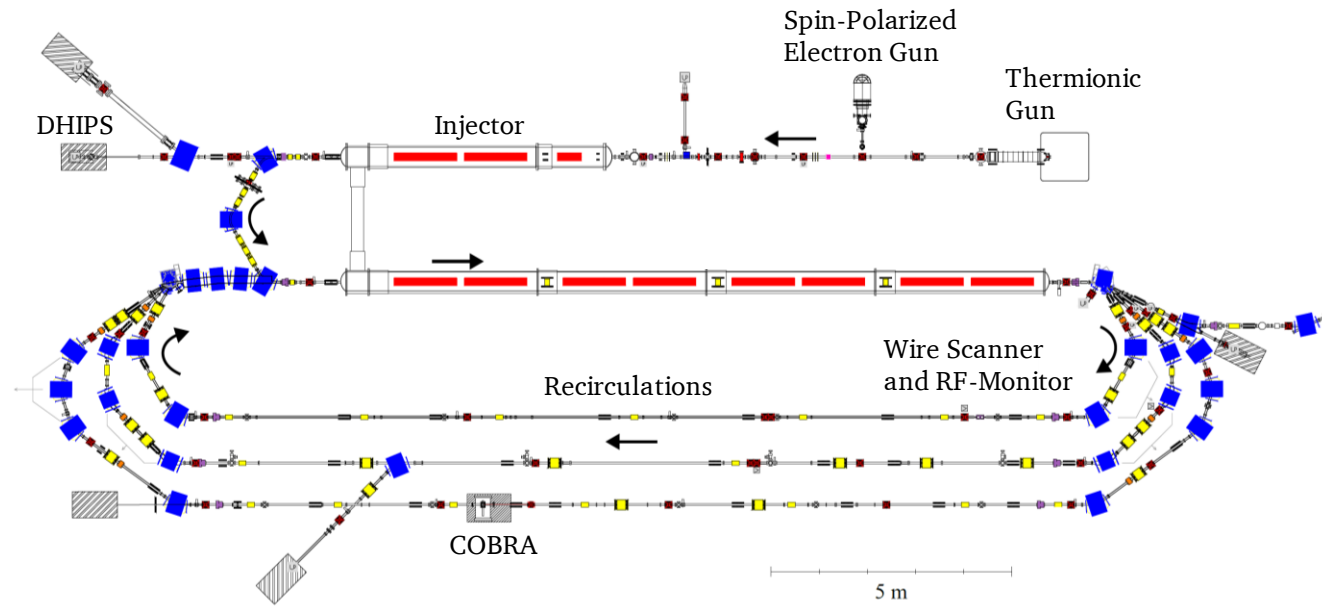 Spin-Polarized
Electron Gun
Thermionic
Gun
DHIPS
Injector
Wire Scanner
and RF-Monitor
Recirculations
COBRA
5 m